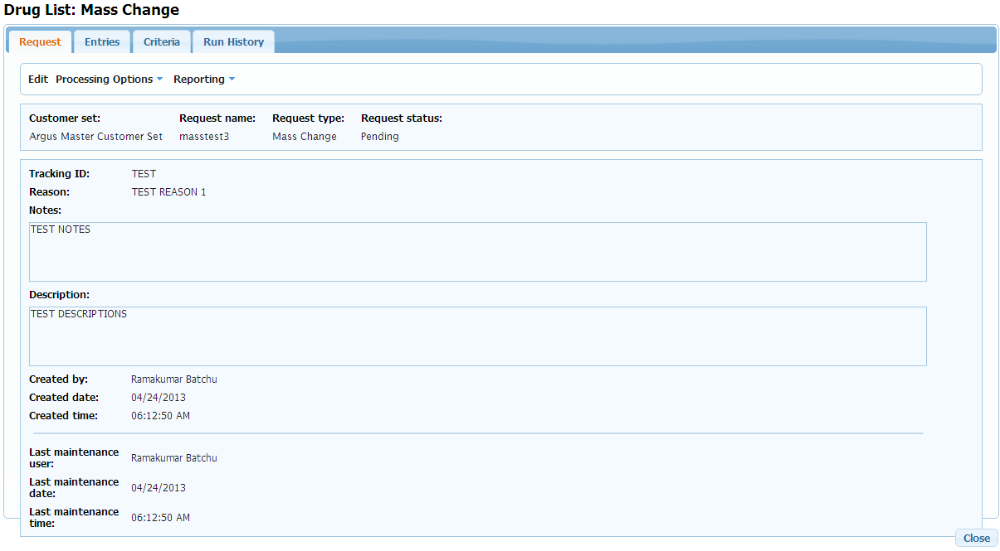 Drug List: Mass Change
Request Entries Criteria Run History
Edit Processing Options Reporting
Customer set: Request name: Request type: Request status:
Argus Master Customer Set masstest3 Mass Change Pending
Tracking ID: TEST
Reason: TEST REASON 1
Notes:
TEST NOTES
Description:
TEST DESCRIPTIONS
Created by: Ramakumar Batchu
Created date: 04/24/2013
Created time: 06:12:50 AM
Last maintenance
user: Ramakumar Batchu
Last maintenance
date: 04/24/2013
Last maintenance
time: 06:12:50 AM
Close